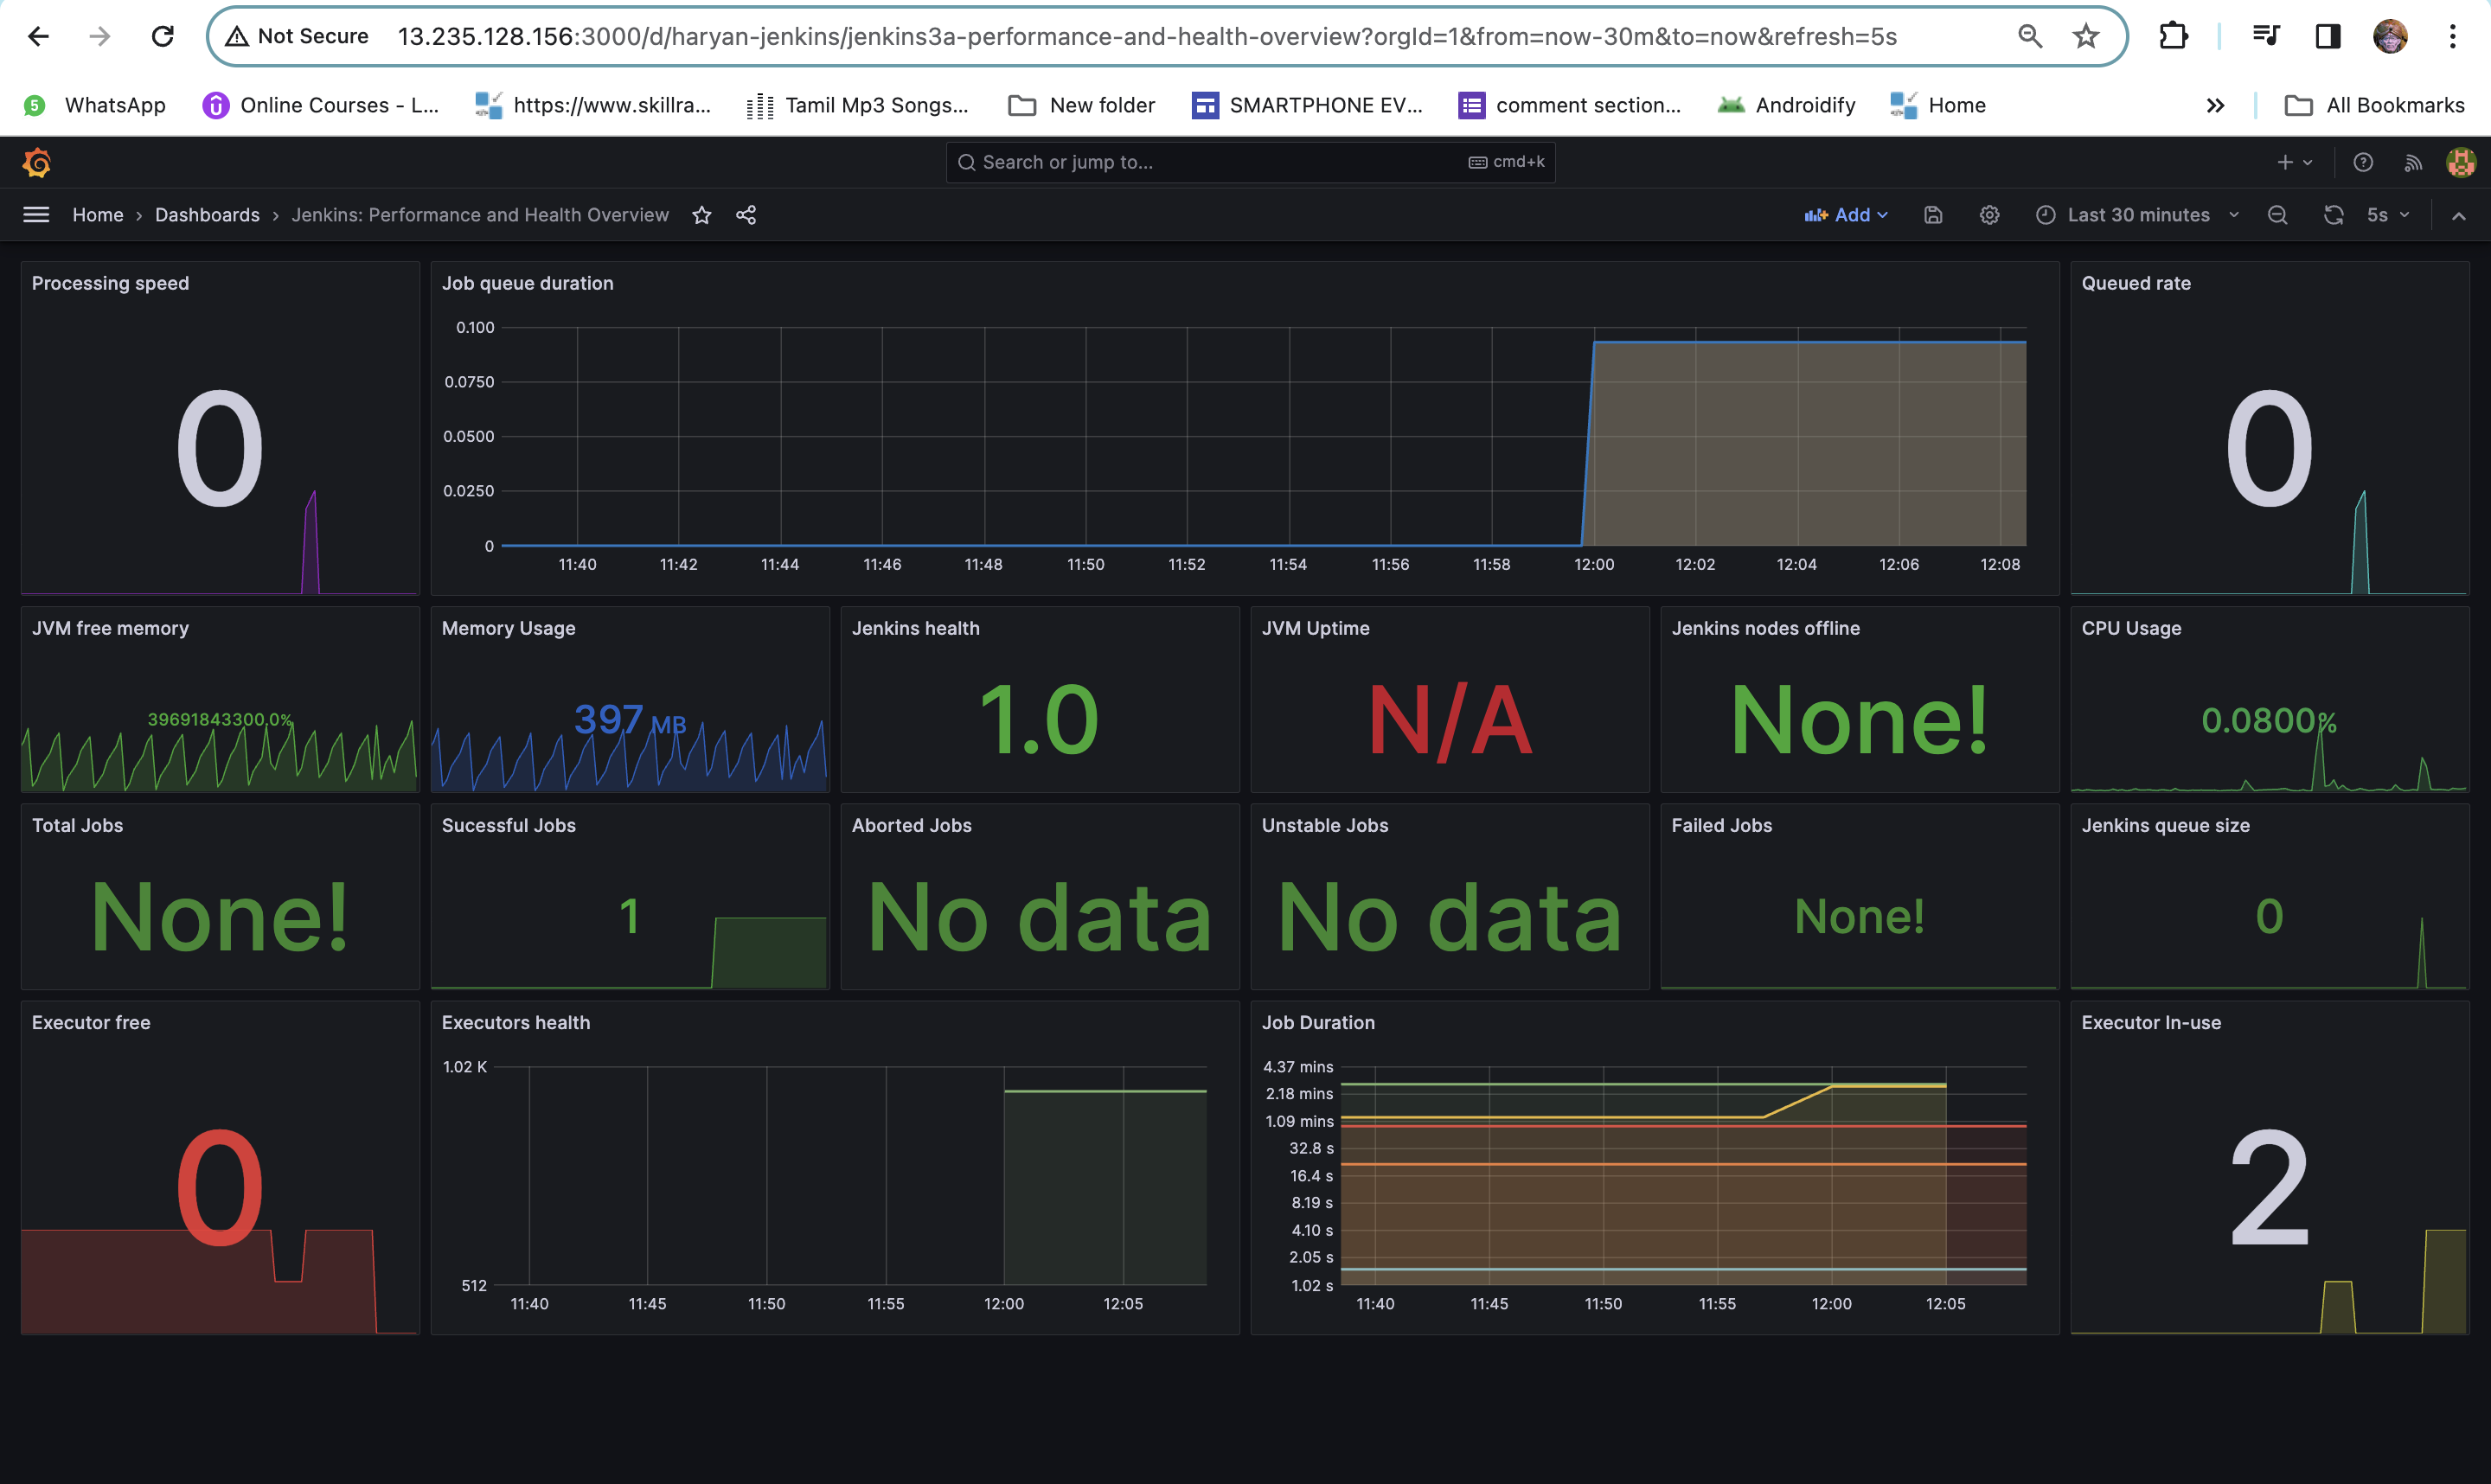 Not Secure 13.235.128.156:3000/d/haryan-jenkins/jenkins3a-performance-and-health-overview?orgId=1&from=now-30m&to=now&refresh=5s
5 WhatsApp Online Courses - L... https://www.skillra... Tamil Mp3 Songs... New folder SMARTPHONE EV... comment section... Androidify Home » All Bookmarks
Search or jump to... cmd+k
Home › Dashboards › Jenkins: Performance and Health Overview Add Last 30 minutes 5s
Processing speed
0
Job queue duration
0.100
0.0750
0.0500
0.0250
0
11:40 11:42 11:44 11:46 11:48 11:50 11:52 11:54 11:56 11:58 12:00 12:02 12:04 12:06 12:08
Queued rate
0
JVM free memory
39691843300.0%
Memory Usage
397 MB
Jenkins health
1.0
JVM Uptime
N/A
Jenkins nodes offline
None!
CPU Usage
0.0800%
Total Jobs
None!
Sucessful Jobs
1
Aborted Jobs
No data
Unstable Jobs
No data
Failed Jobs
None!
Jenkins queue size
0
Executor free
0
Executors health
1.02 K
512
11:40 11:45 11:50 11:55 12:00 12:05
Job Duration
4.37 mins
2.18 mins
1.09 mins
32.8 s
16.4 s
8.19 s
4.10 s
2.05 s
1.02 s
11:40 11:45 11:50 11:55 12:00 12:05
Executor In-use
2